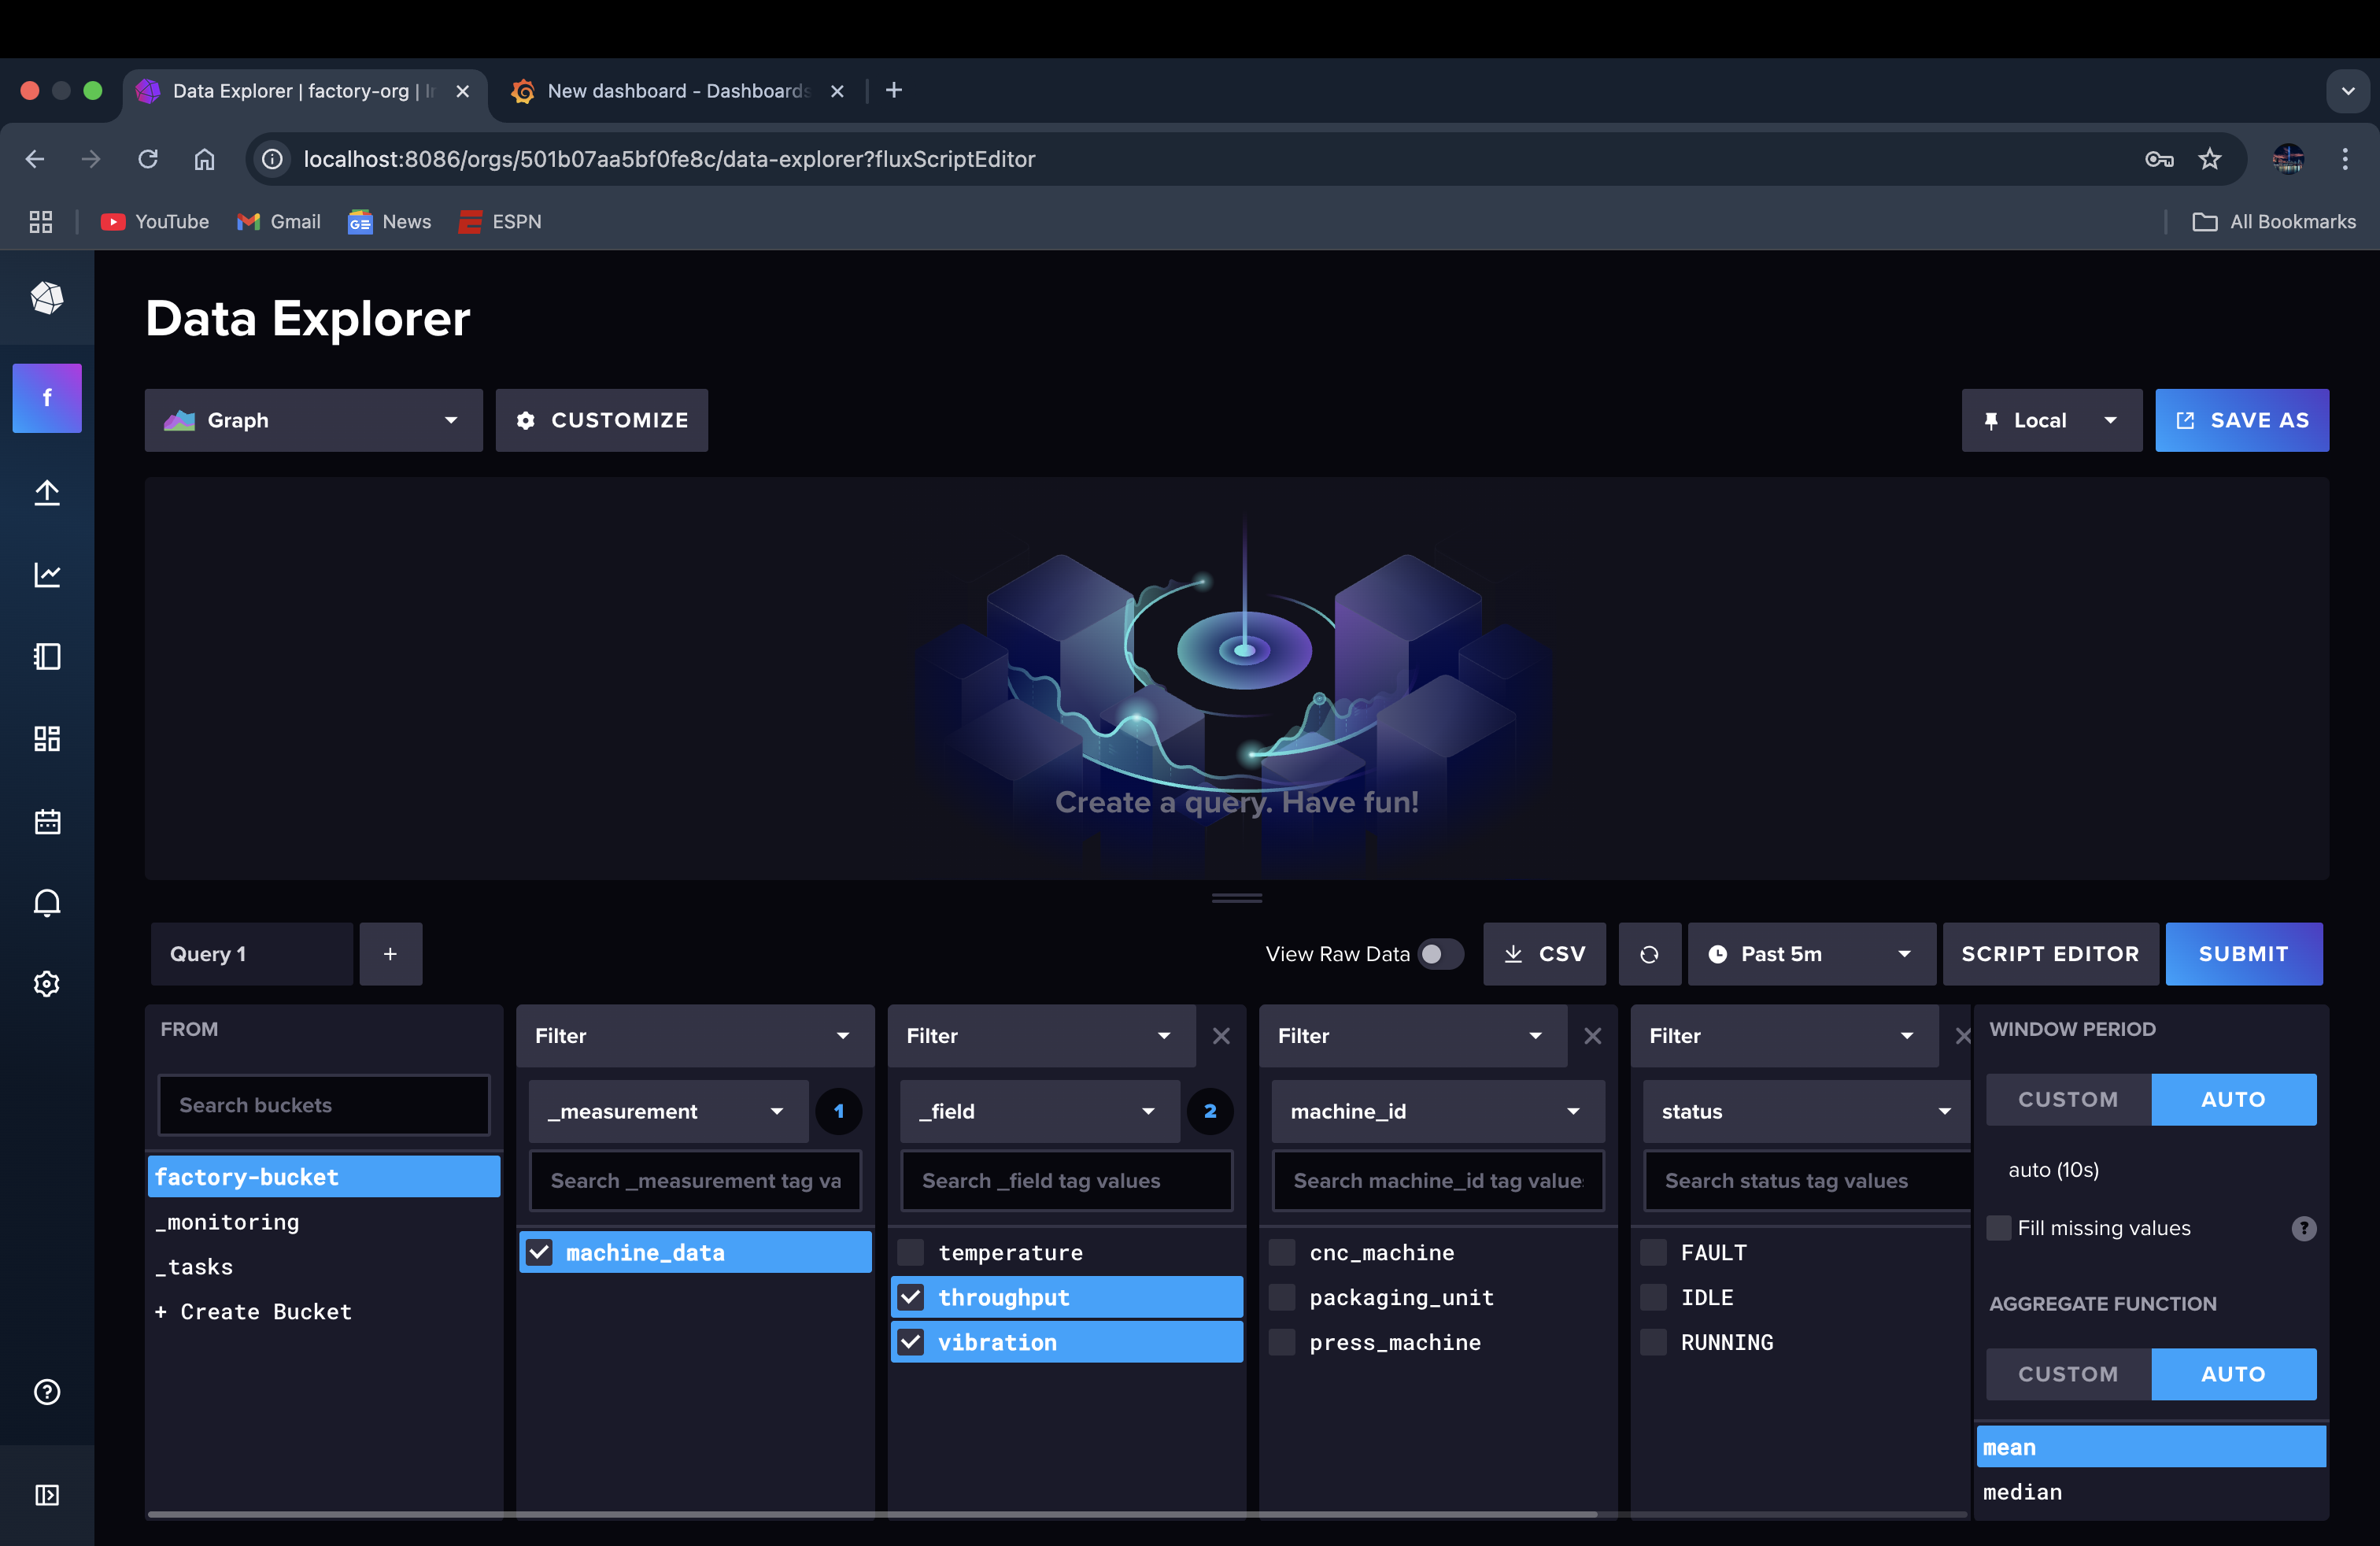 Data Explorer | factory-org | In
New dashboard - Dashboards
localhost:8086/orgs/501b07aa5bf0fe8c/data-explorer?fluxScriptEditor
YouTube
Gmail
News
ESPN
All Bookmarks
f
Data Explorer
Graph
CUSTOMIZE
Local
SAVE AS
Create a query. Have fun!
Query 1
+
View Raw Data
CSV
Past 5m
SCRIPT EDITOR
SUBMIT
FROM
Search buckets
factory-bucket
_monitoring
_tasks
+ Create Bucket
Filter
_measurement
1
Search _measurement tag va
machine_data
Filter
_field
2
Search _field tag values
temperature
throughput
vibration
Filter
machine_id
Search machine_id tag values
cnc_machine
packaging_unit
press_machine
Filter
status
Search status tag values
FAULT
IDLE
RUNNING
WINDOW PERIOD
CUSTOM
AUTO
auto (10s)
Fill missing values
?
AGGREGATE FUNCTION
CUSTOM
AUTO
mean
median